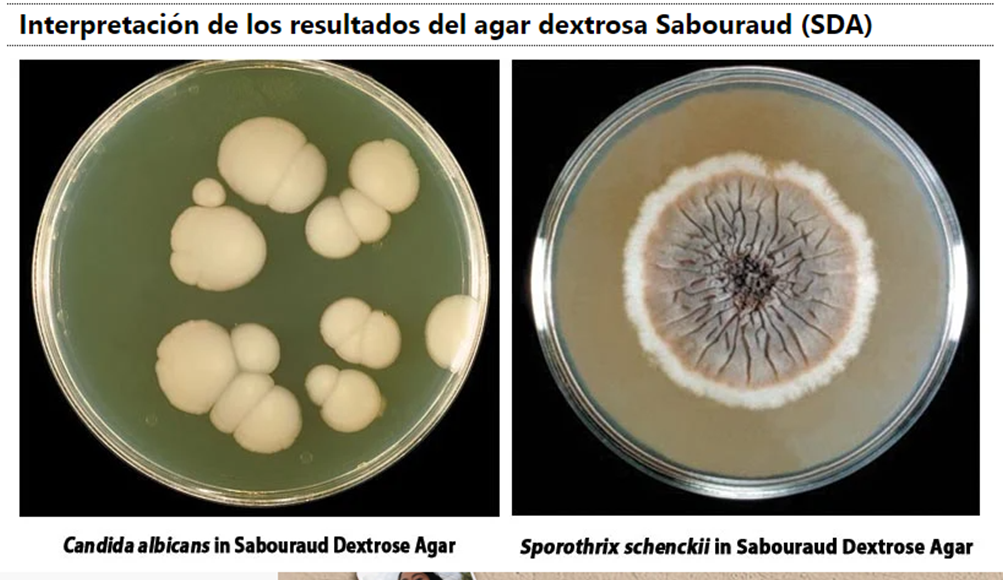 Interpretación de los resultados del agar dextrosa Sabouraud (SDA)
Candida albicans in Sabouraud Dextrose Agar
Sporothrix schenckii in Sabouraud Dextrose Agar